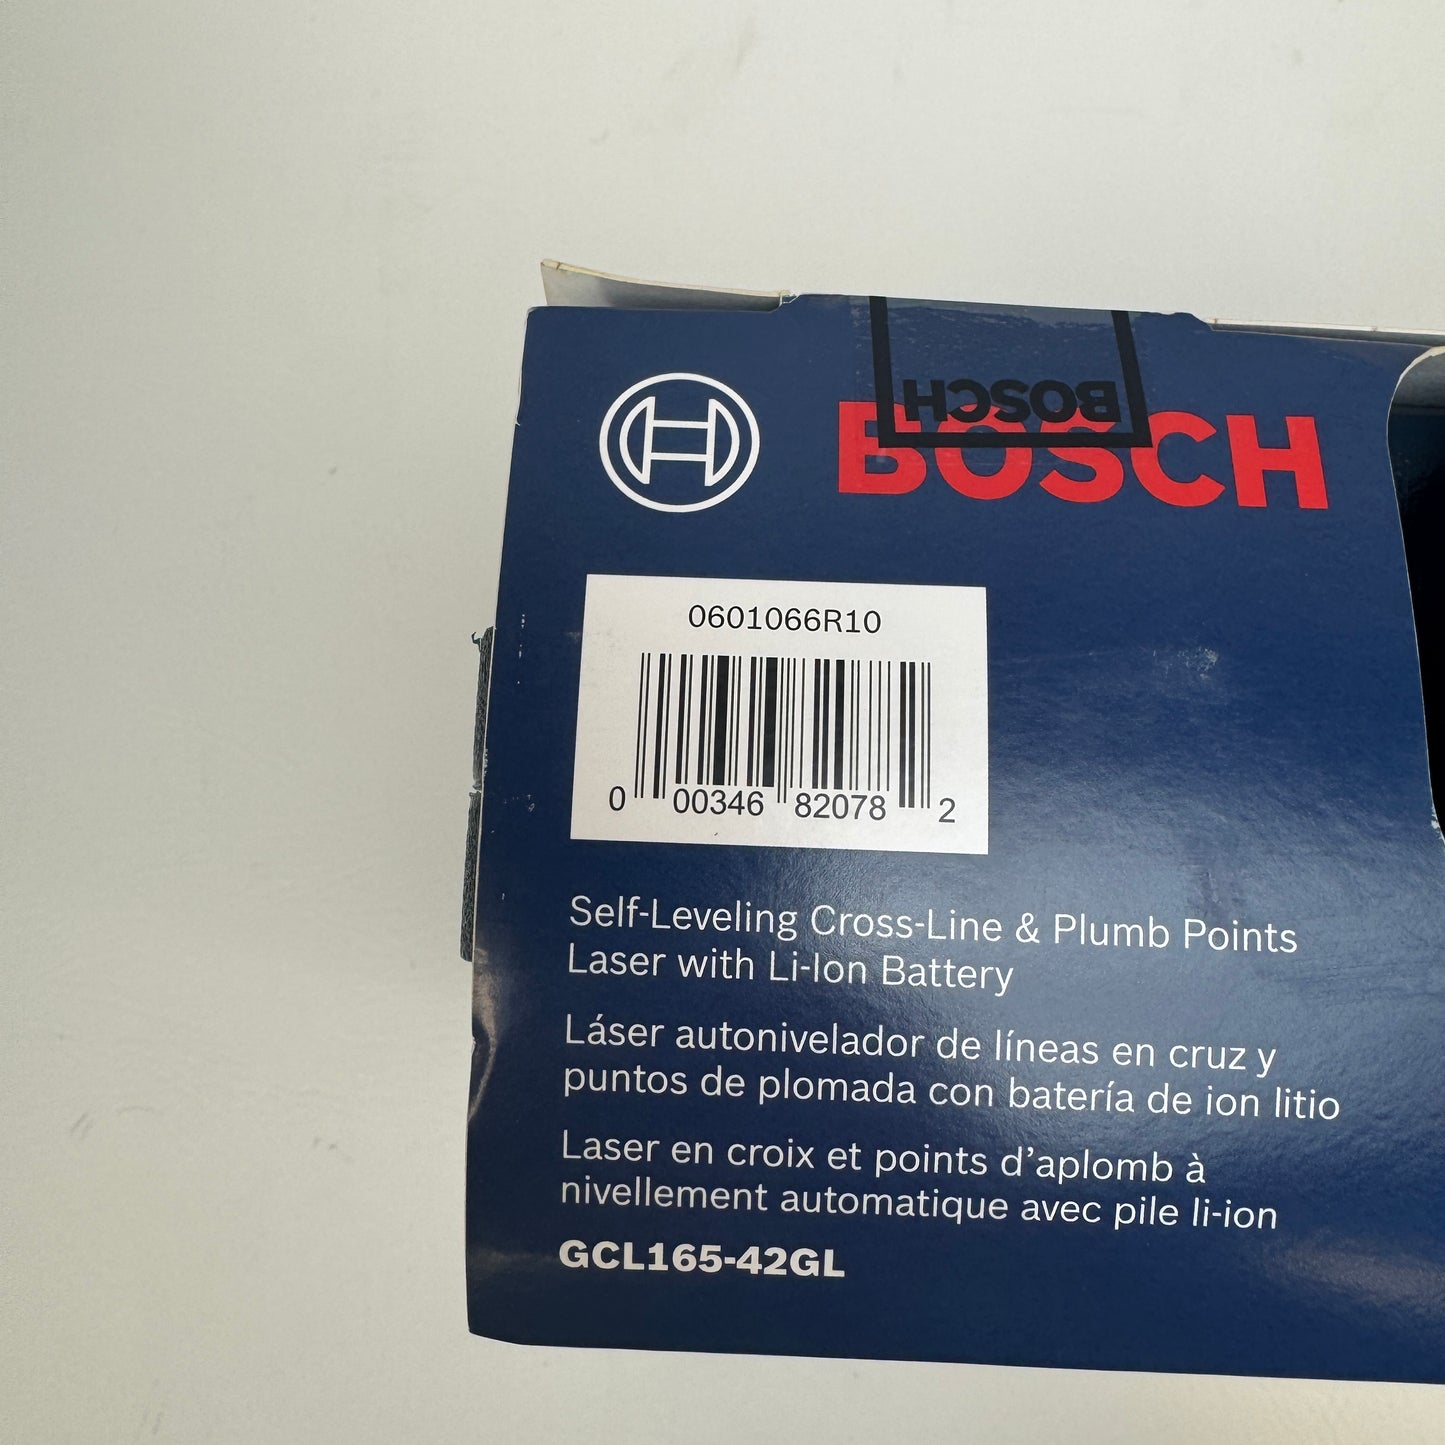 BOSCH
BOSCH
0601066R10
0 00346 82078 2
Self-Leveling Cross-Line & Plumb Points
Laser with Li-Ion Battery
Láser autonivelador de líneas en cruz y
puntos de plomada con batería de ion litio
Laser en croix et points d’aplomb à
nivellement automatique avec pile li-ion
GCL165-42GL